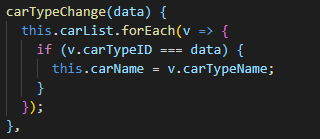 carTypeChange(data) {
  this.carList.forEach(v => {
    if (v.carTypeID === data) {
      this.carName = v.carTypeName;
    }
  });
},